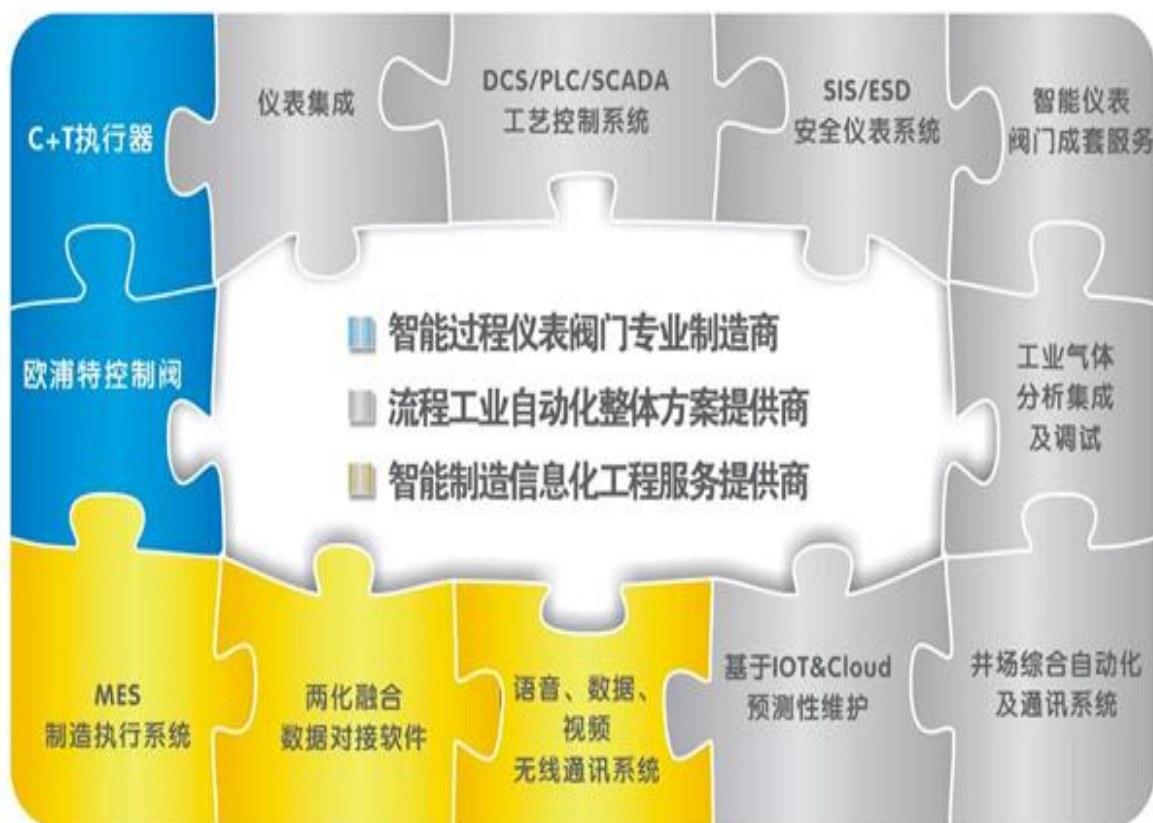 C+T执行器
仪表集成
DCS/PLC/SCADA
工艺控制系统
SIS/ESD
安全仪表系统
智能仪表
阀门成套服务
欧浦特控制阀
智能过程仪表阀门专业制造商
流程工业自动化整体方案提供商
智能制造信息化工程服务提供商
工业气体
分析集成
及调试
MES
制造执行系统
两化融合
数据对接软件
语音、数据、
视频
无线通讯系统
基于IOT&Cloud
预测性维护
井场综合自动化
及通讯系统